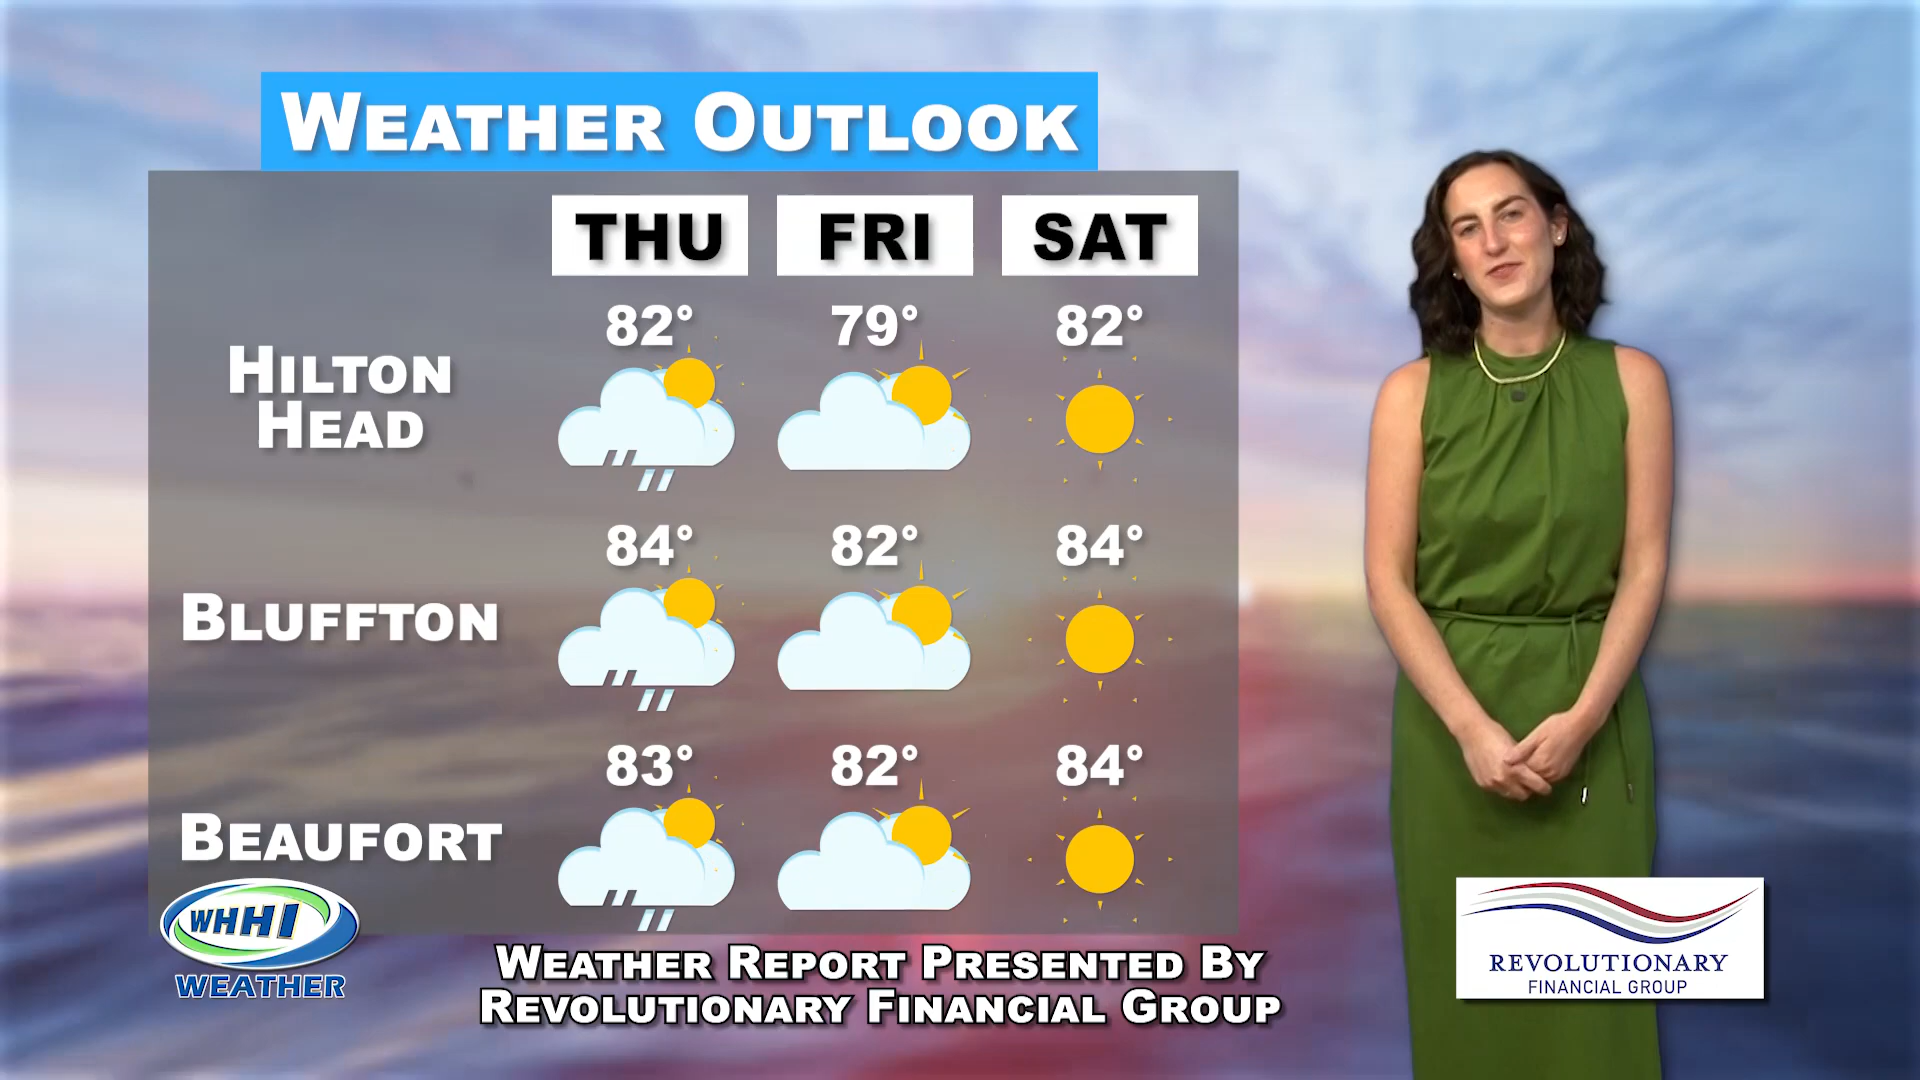 WEATHER OUTLOOK
THU FRI SAT
HILTON HEAD
82° 79° 82°
BLUFFTON
84° 82° 84°
BEAUFORT
83° 82° 84°
WHHI
WEATHER
WEATHER REPORT PRESENTED BY
REVOLUTIONARY FINANCIAL GROUP
REVOLUTIONARY
FINANCIAL GROUP